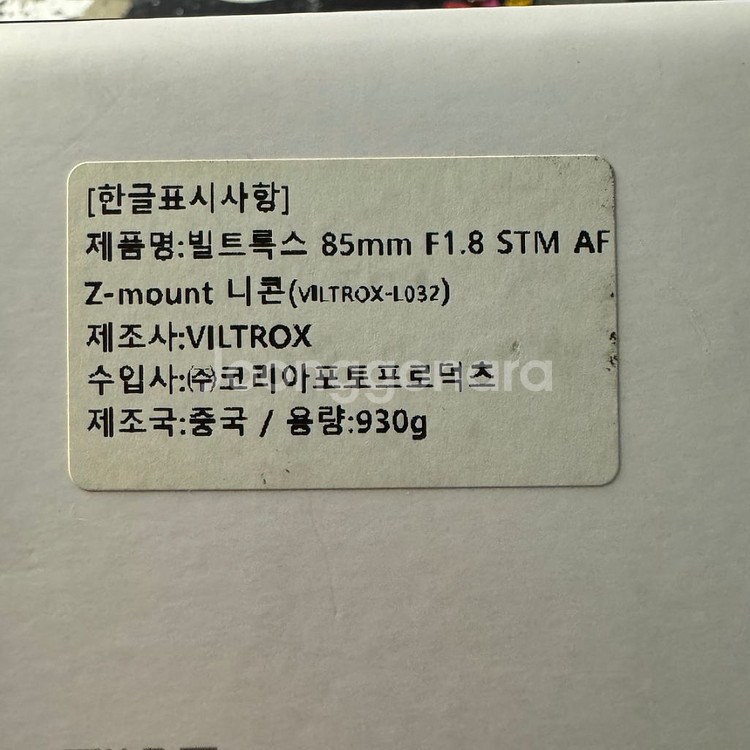 [한글표시사항]
제품명:빌트록스 85mm F1.8 STM AF
Z-mount 니콘(VILTROX-L032)
제조사:VILTROX
수입사:㈜코리아포토프로덕츠
제조국:중국 / 용량:930g